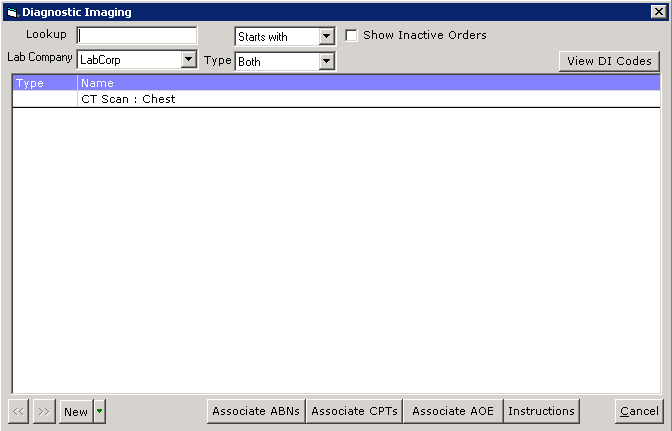 Diagnostic Imaging
Lookup Starts with Show Inactive Orders
Lab Company LabCorp Type Both View DI Codes
Type Name
CT Scan : Chest
<< >> New Associate ABNs Associate CPTs Associate AOE Instructions Cancel